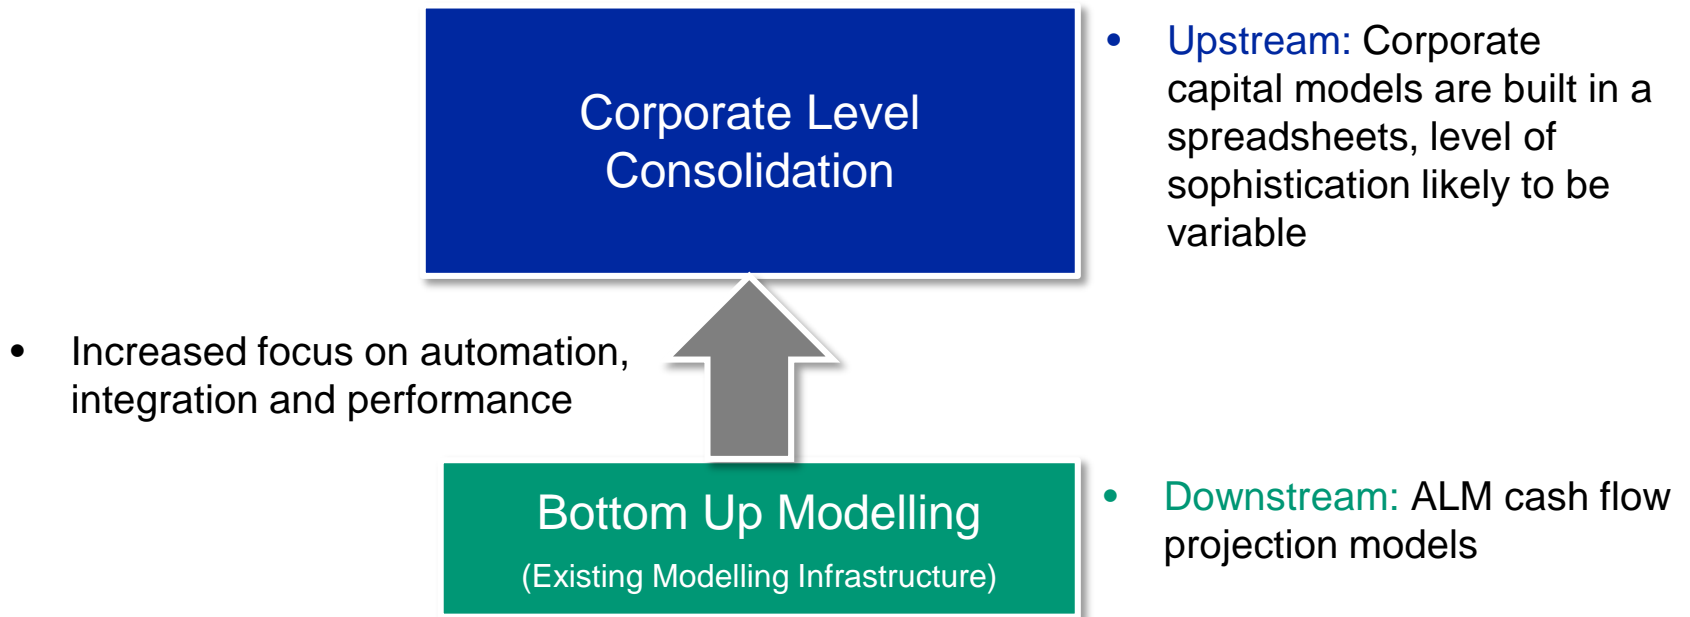 Corporate Level
Consolidation
• Upstream: Corporate
capital models are built in a
spreadsheets, level of
sophistication likely to be
variable
• Increased focus on automation,
integration and performance
Bottom Up Modelling
(Existing Modelling Infrastructure)
• Downstream: ALM cash flow
projection models